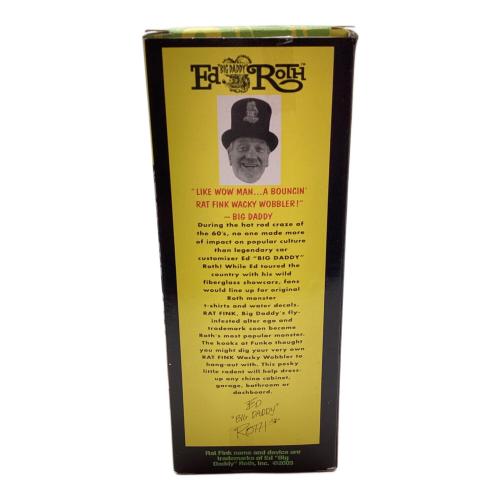 Ed "BIG DADDY" ROTH™
"LIKE WOW MAN...A BOUNCIN'
RAT FINK WACKY WOBBLER!"
— BIG DADDY
During the hot rod craze of
the 60's, no one made more
of impact on popular culture
than legendary car
customizer Ed "BIG DADDY"
Roth! While Ed toured the
country with his wild
fiberglass showcars, fans
would line up for original
Roth monster
t-shirts and water decals.
RAT FINK, Big Daddy's fly-
infested alter ego and
trademark soon became
Roth's most popular monster.
The kooks at Funko thought
you might dig your very own
RAT FINK Wacky Wobbler to
hang-out with. This pesky
little rodent will help dress-
up any china cabinet,
garage, bathroom or
dashboard.
ED
"BIG DADDY"
ROTH
Rat Fink name and device are
trademarks of Ed "Big
Daddy" Roth, Inc. ©2003